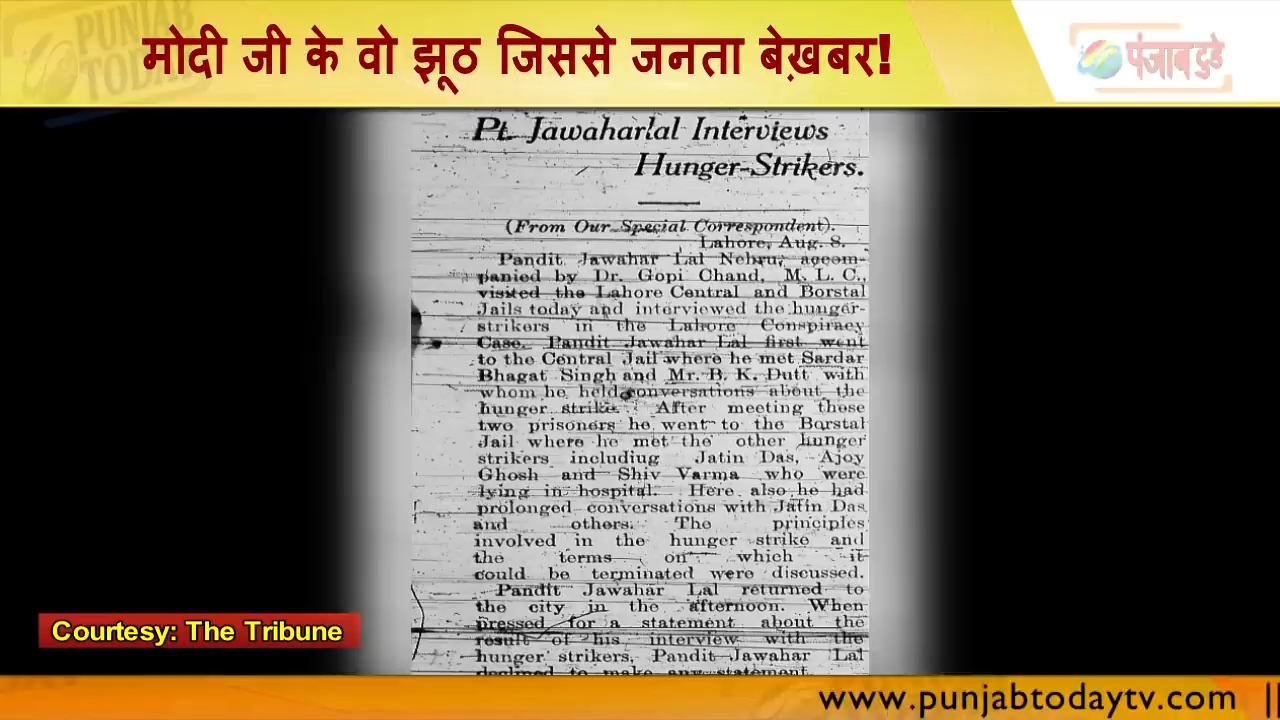 मोदी जी के वो झूठ जिससे जनता बेख़बर!
पंजाब टुडे
PUNJAB
TODAY
Pt. Jawaharlal Interviews
Hunger-Strikers.
(From Our Special Correspondent).
Lahore, Aug. 8.
Pandit Jawahar Lal Nehru, accom-
panied by Dr. Gopi Chand, M. L. C.,
visited the Lahore Central and Borstal
Jails today and interviewed the hunger-
strikers in the Lahore Conspiracy
Case. Pandit Jawahar Lal first went
to the Central Jail where he met Sardar
Bhagat Singh and Mr. B. K. Dutt with
whom he held conversations about the
hunger strike. After meeting these
two prisoners he went to the Borstal
Jail where he met the other hunger
strikers including Jatin Das, Ajoy
Ghosh and Shiv Varma who were
lying in hospital. Here also he had
prolonged conversations with Jatin Das
and others. The principles
involved in the hunger strike and
the terms on which it
could be terminated were discussed.
Pandit Jawahar Lal returned to
the city in the afternoon. When
pressed for a statement about the
result of his interview with the
hunger strikers, Pandit Jawahar Lal
declined to make any statement
Courtesy: The Tribune
www.punjabtodaytv.com ||